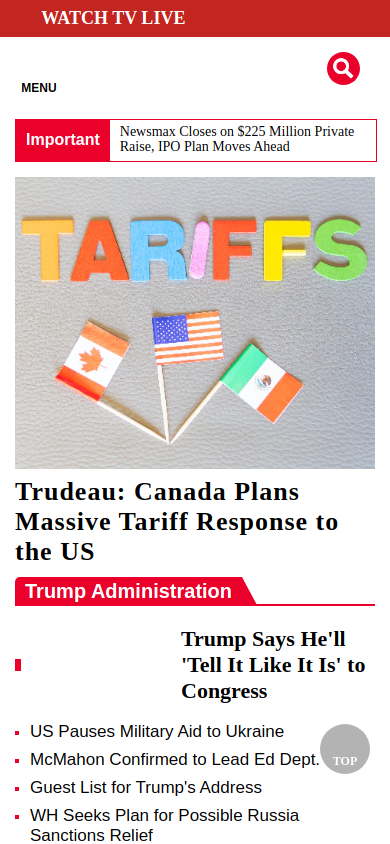 WATCH TV LIVE
MENU
Important
Newsmax Closes on $225 Million Private
Raise, IPO Plan Moves Ahead
TARIFFS
Trudeau: Canada Plans
Massive Tariff Response to
the US
Trump Administration
Trump Says He'll
'Tell It Like It Is' to
Congress
US Pauses Military Aid to Ukraine
McMahon Confirmed to Lead Ed Dept.
TOP
Guest List for Trump's Address
WH Seeks Plan for Possible Russia
Sanctions Relief